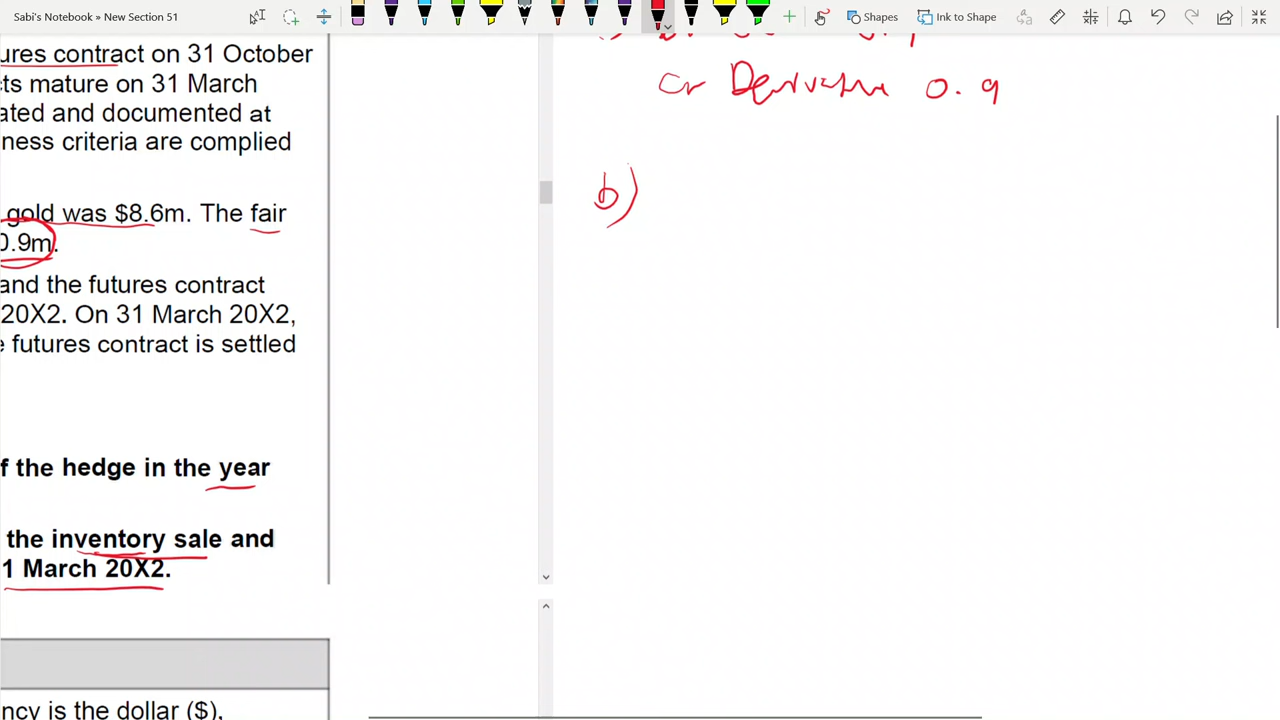 Sabi's Notebook » New Section 51
Shapes
Ink to Shape
ures contract on 31 October
cts mature on 31 March
ated and documented at
ness criteria are complied
gold was $8.6m. The fair
0.9m.
and the futures contract
20X2. On 31 March 20X2,
e futures contract is settled
f the hedge in the year
the inventory sale and
1 March 20X2.
ncy is the dollar ($),
Cr Derivative 0.9
b)